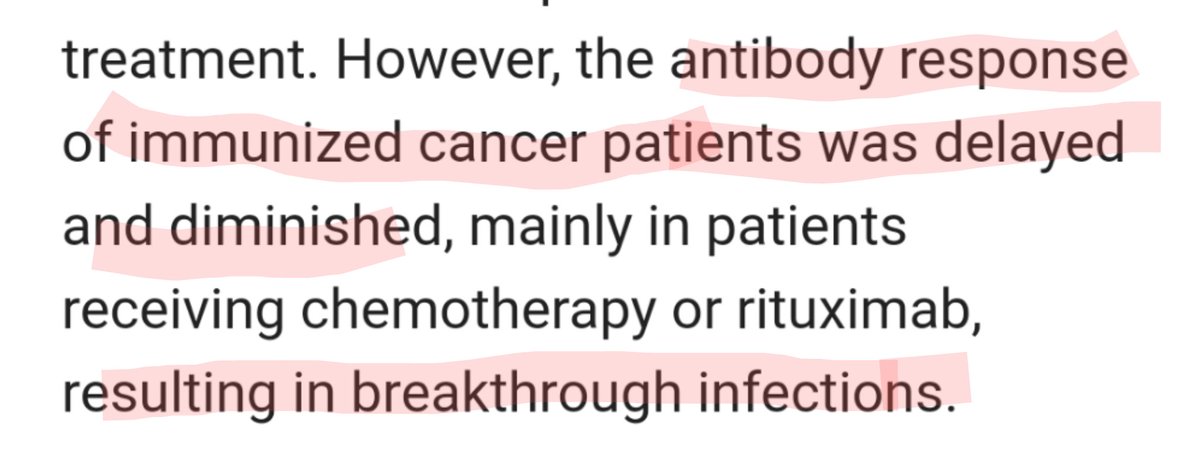 treatment. However, the antibody response
of immunized cancer patients was delayed
and diminished, mainly in patients
receiving chemotherapy or rituximab,
resulting in breakthrough infections.